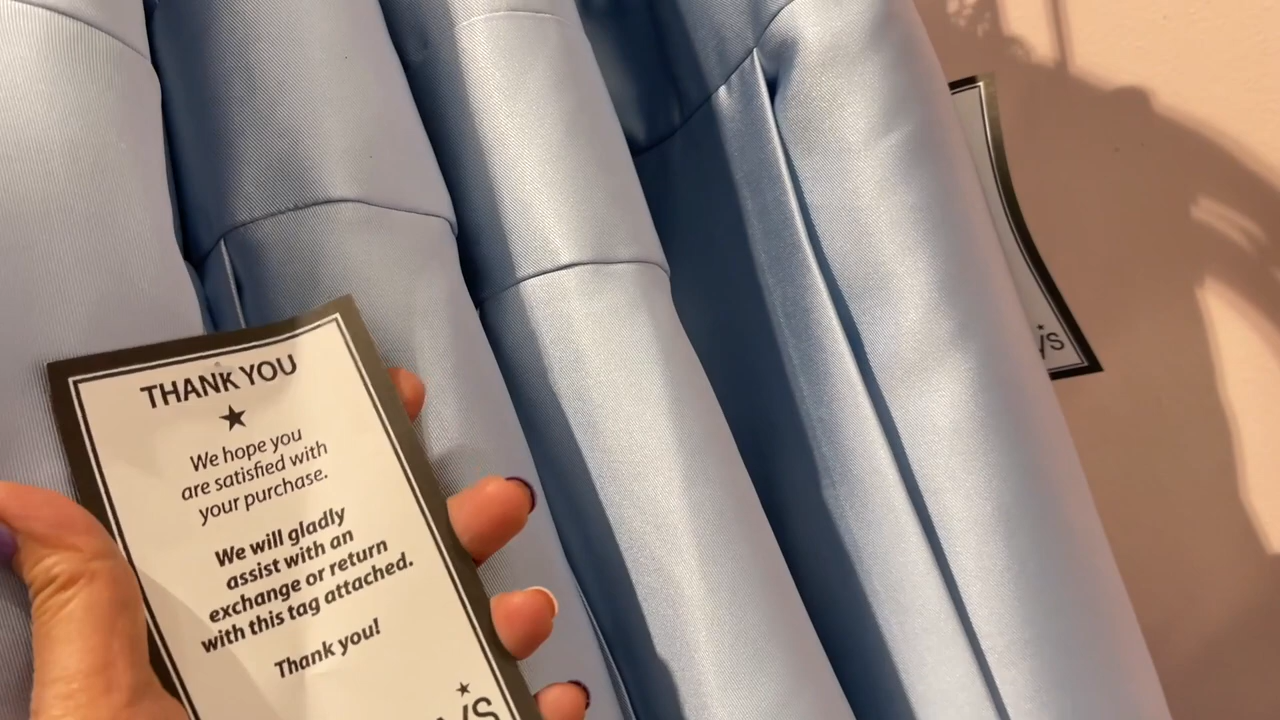 THANK YOU
We hope you
are satisfied with
your purchase.
We will gladly
assist with an
exchange or return
with this tag attached.
Thank you!